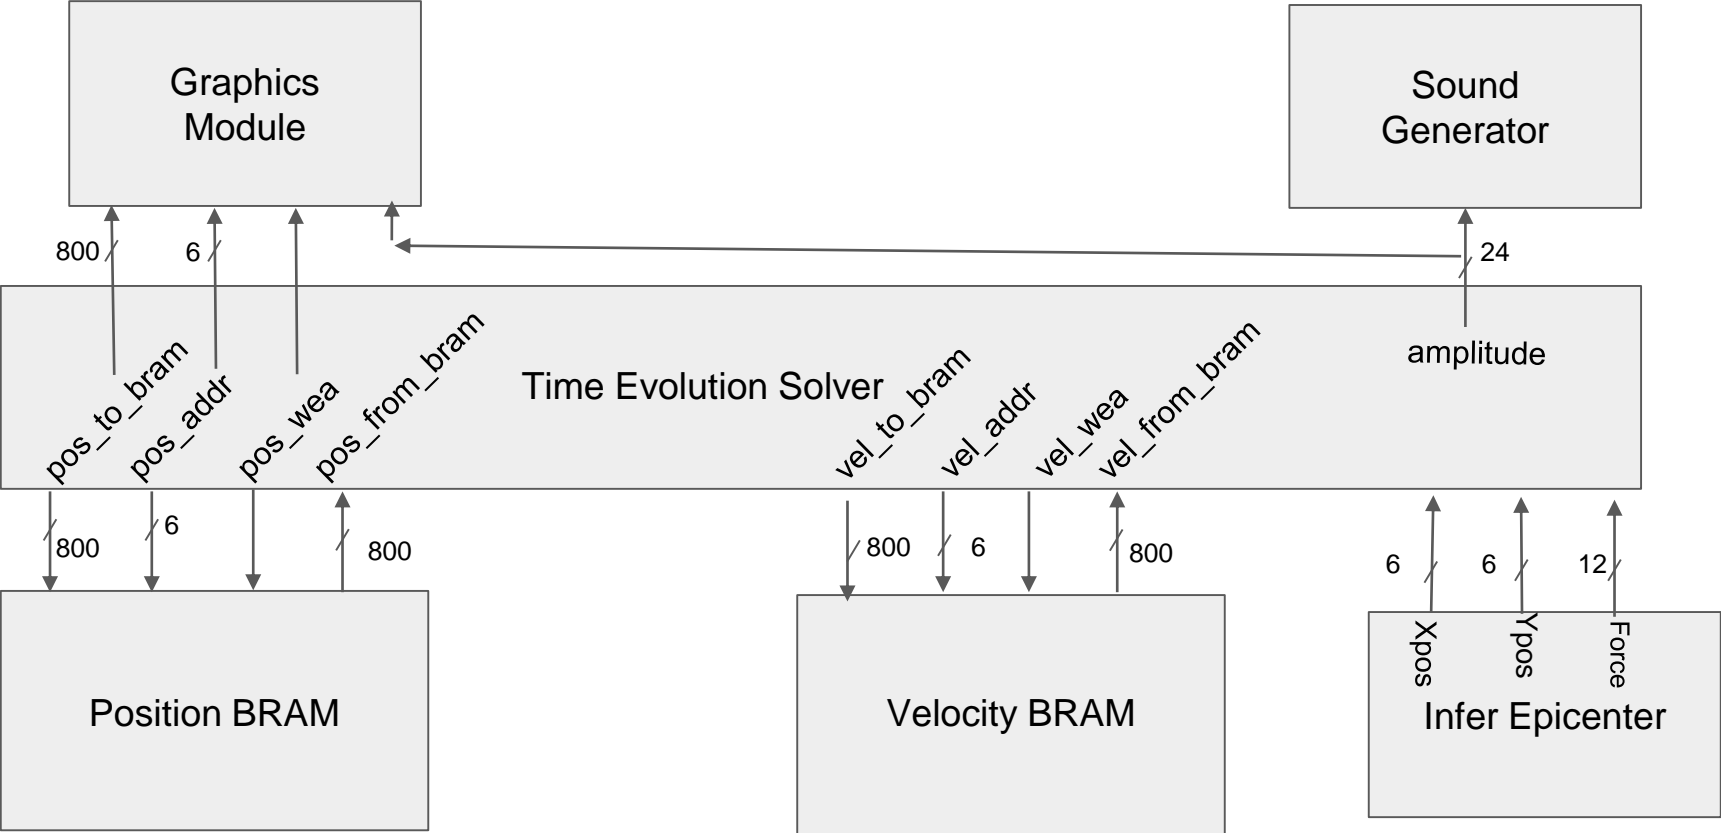 Graphics
Module
Sound
Generator
800
6
24
pos_to_bram
pos_addr
pos_wea
pos_from_bram
Time Evolution Solver
vel_to_bram
vel_addr
vel_wea
vel_from_bram
amplitude
800
6
800
800
6
800
6
6
12
Xpos
Ypos
Force
Position BRAM
Velocity BRAM
Infer Epicenter